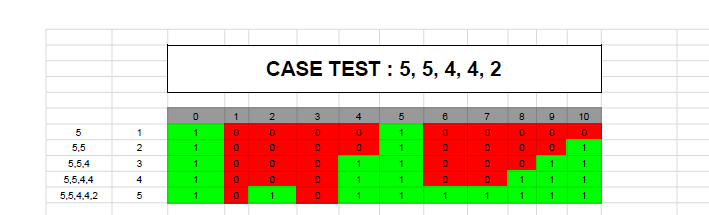 CASE TEST : 5, 5, 4, 4, 2
0 1 2 3 4 5 6 7 8 9 10
5 1 1 0 0 0 0 1 0 0 0 0 0
5,5 2 1 0 0 0 0 1 0 0 0 0 1
5,5,4 3 1 0 0 0 1 1 0 0 0 1 1
5,5,4,4 4 1 0 0 0 1 1 0 0 1 1 1
5,5,4,4,2 5 1 0 1 0 1 1 1 1 1 1 1